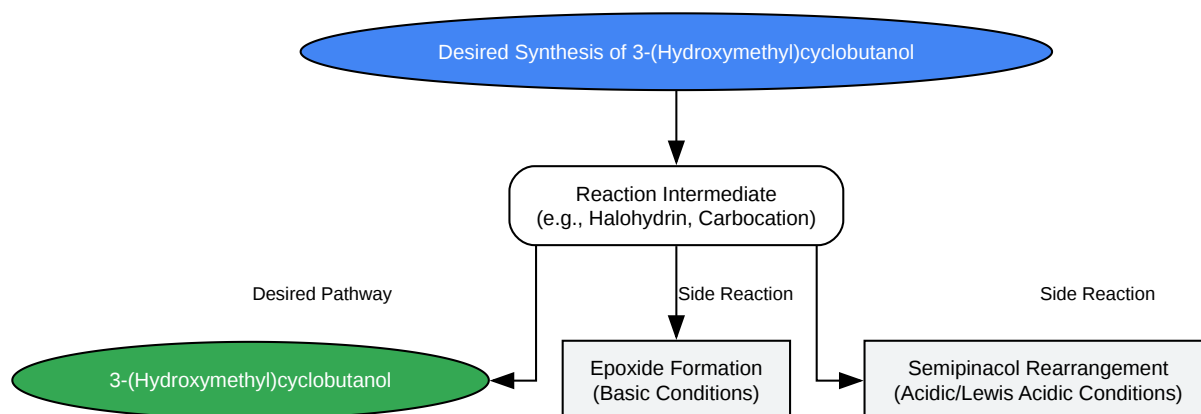 Desired Synthesis of 3-(Hydroxymethyl)cyclobutanol
Reaction Intermediate
(e.g., Halohydrin, Carbocation)
Desired Pathway
Side Reaction
Side Reaction
3-(Hydroxymethyl)cyclobutanol
Epoxide Formation
(Basic Conditions)
Semipinacol Rearrangement
(Acidic/Lewis Acidic Conditions)